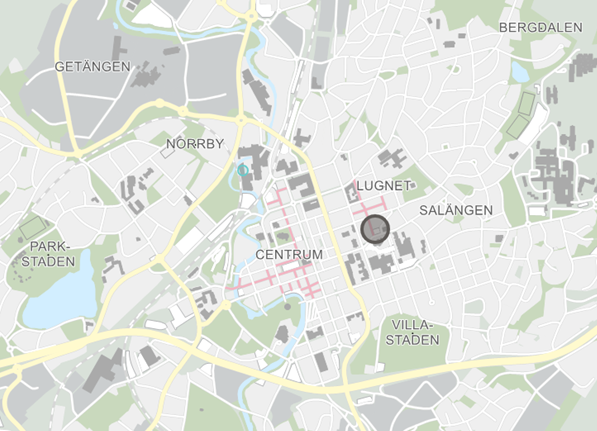 BERGDALEN
GETÄNGEN
NORRBY
LUGNET
SALÄNGEN
PARK-
STADEN
CENTRUM
VILLA-
STADEN